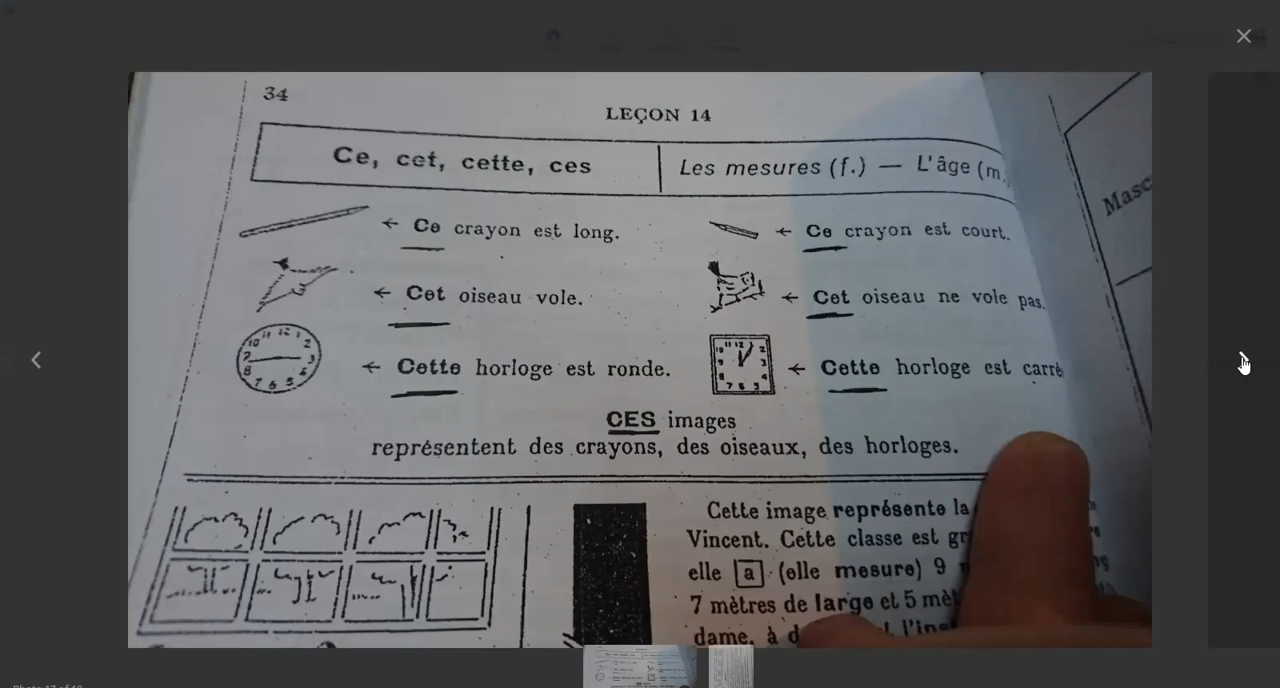 34
LEÇON 14
Ce, cet, cette, ces
Les mesures (f.) — L'âge (m.
← Ce crayon est long.
← Ce crayon est court.
← Cet oiseau vole.
← Cet oiseau ne vole pas.
← Cette horloge est ronde.
← Cette horloge est carré
CES images
représentent des crayons, des oiseaux, des horloges.
Cette image représente la
Vincent. Cette classe est gr
elle a (elle mesure) 9
7 mètres de large et 5 mèt
dame, à
Masc